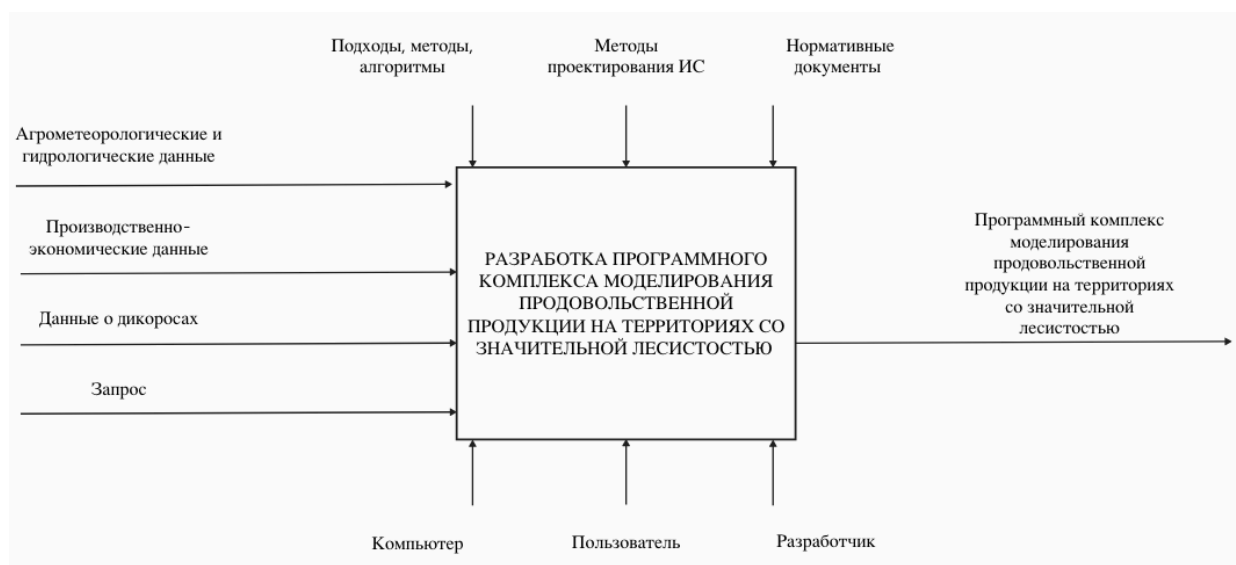 Подходы, методы,
алгоритмы
Методы
проектирования ИС
Нормативные
документы
Агрометеорологические и
гидрологические данные
Производственно-
экономические данные
Данные о дикоросах
Запрос
РАЗРАБОТКА ПРОГРАММНОГО
КОМПЛЕКСА МОДЕЛИРОВАНИЯ
ПРОДОВОЛЬСТВЕННОЙ
ПРОДУКЦИИ НА ТЕРРИТОРИЯХ СО
ЗНАЧИТЕЛЬНОЙ ЛЕСИСТОСТЬЮ
Программный комплекс
моделирования
продовольственной
продукции на территориях
со значительной
лесистостью
Компьютер
Пользователь
Разработчик